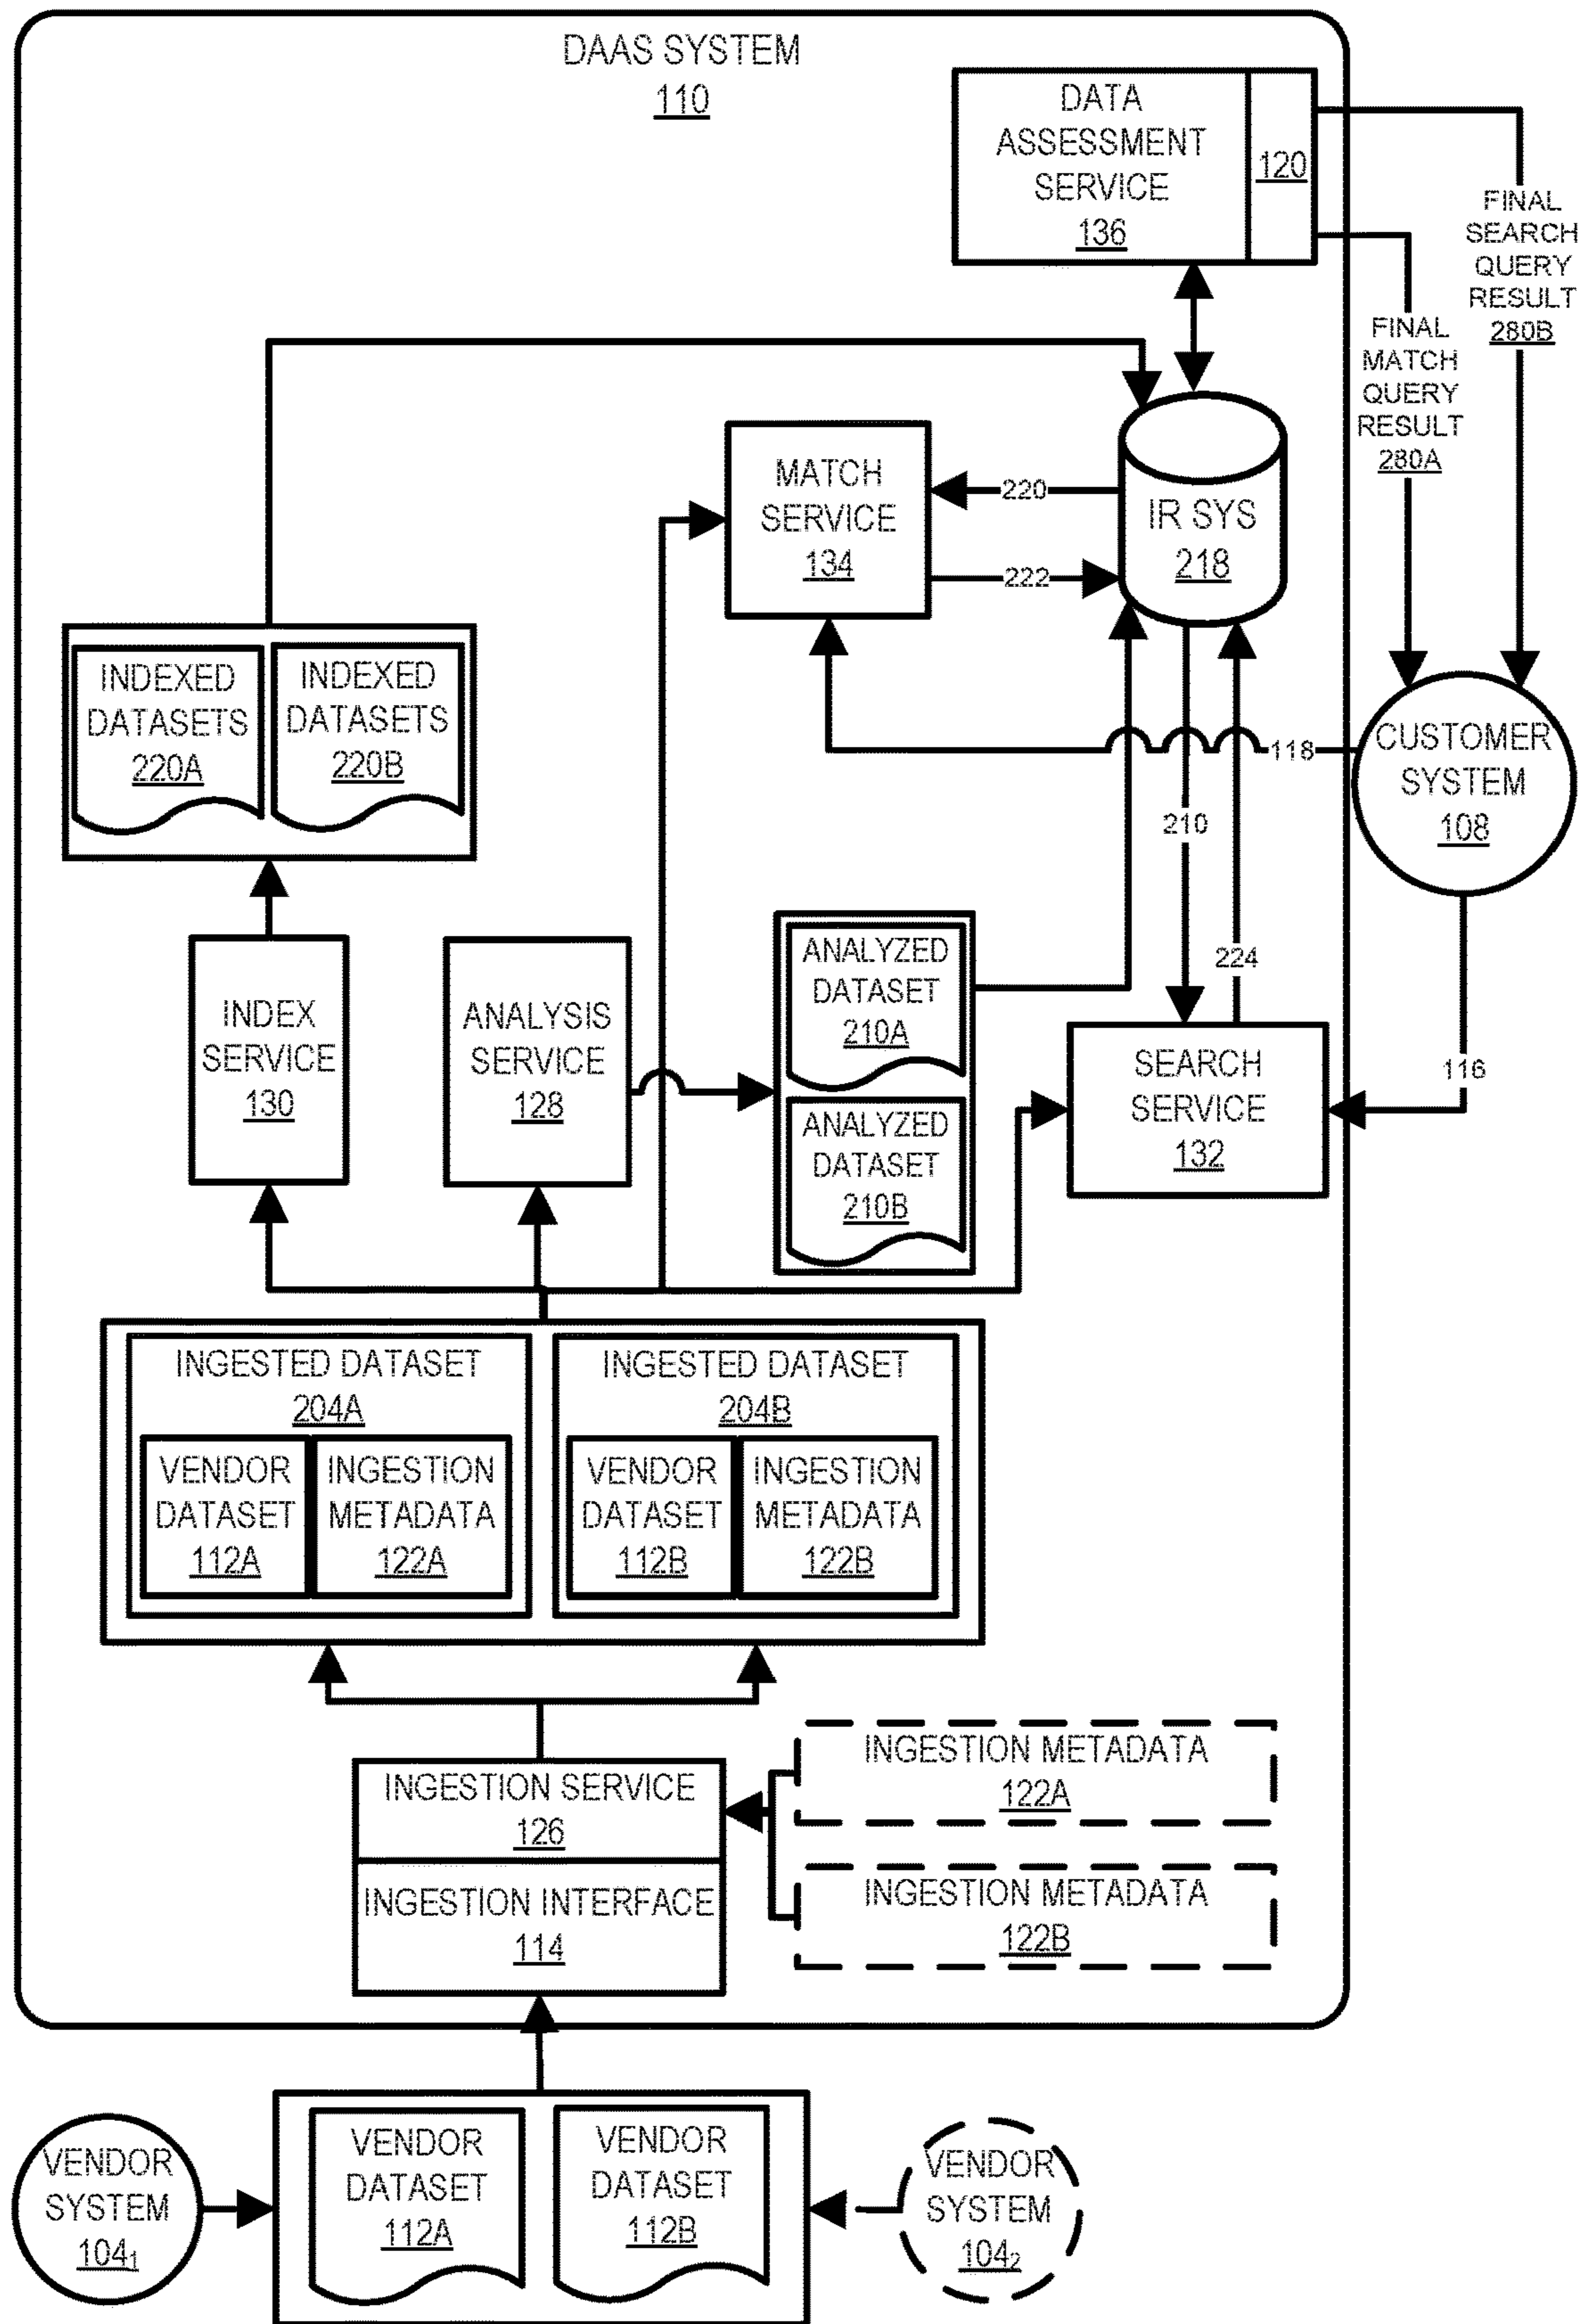 DAAS SYSTEM
110
DATA
ASSESSMENT
SERVICE
136
120
FINAL
SEARCH
QUERY
RESULT
280B
FINAL
MATCH
QUERY
RESULT
280A
MATCH
SERVICE
134
220
222
IR SYS
218
INDEXED
DATASETS
220A
INDEXED
DATASETS
220B
118
CUSTOMER
SYSTEM
108
210
224
116
INDEX
SERVICE
130
ANALYSIS
SERVICE
128
ANALYZED
DATASET
210A
ANALYZED
DATASET
210B
SEARCH
SERVICE
132
INGESTED DATASET
204A
VENDOR
DATASET
112A
INGESTION
METADATA
122A
INGESTED DATASET
204B
VENDOR
DATASET
112B
INGESTION
METADATA
122B
INGESTION SERVICE
126
INGESTION INTERFACE
114
INGESTION METADATA
122A
INGESTION METADATA
122B
VENDOR
SYSTEM
104₁
VENDOR
DATASET
112A
VENDOR
DATASET
112B
VENDOR
SYSTEM
104₂